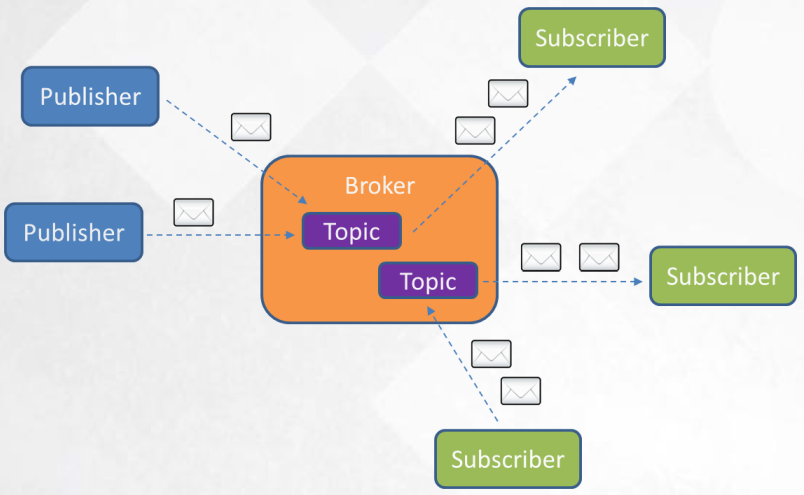 Subscriber
Publisher
Broker
Publisher
Topic
Topic
Subscriber
Subscriber